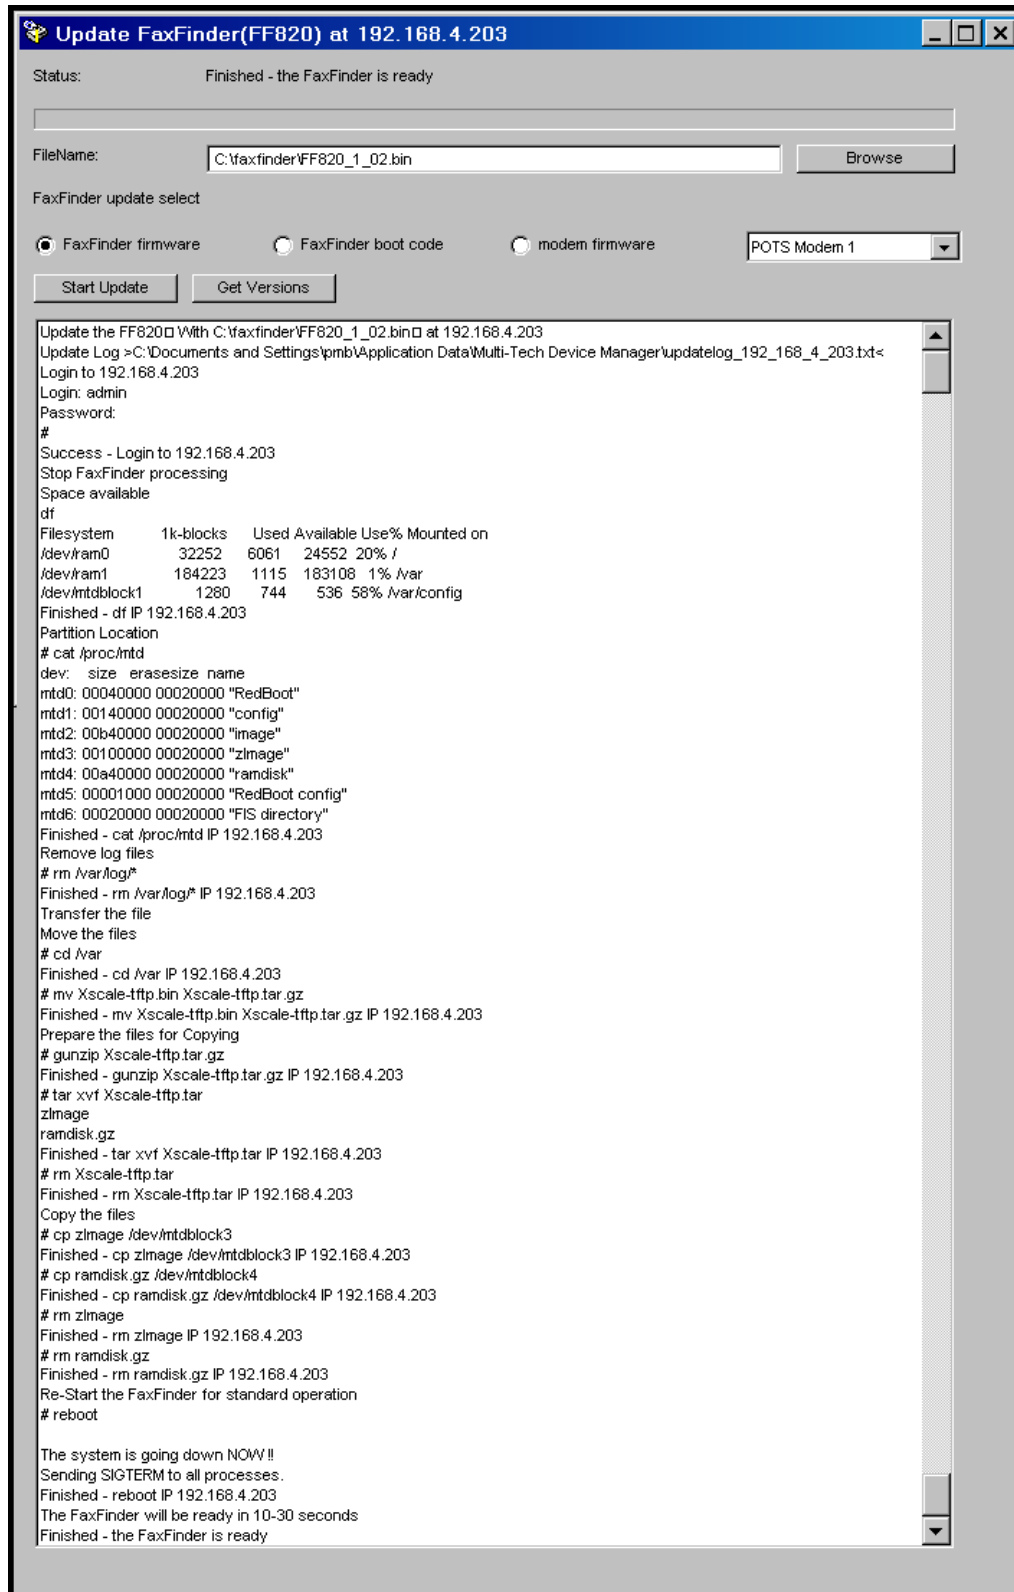 Update FaxFinder(FF820) at 192.168.4.203
Status: Finished - the FaxFinder is ready
FileName: C:\faxfinder\FF820_1_02.bin Browse
FaxFinder update select
FaxFinder firmware FaxFinder boot code modem firmware POTS Modem 1
Start Update Get Versions
Update the FF820□ With C:\faxfinder\FF820_1_02.bin□ at 192.168.4.203
Update Log >C:\Documents and Settings\pmb\Application Data\Multi-Tech Device Manager\updatelog_192_168_4_203.txt<
Login to 192.168.4.203
Login: admin
Password:
#
Success - Login to 192.168.4.203
Stop FaxFinder processing
Space available
df
Filesystem 1k-blocks Used Available Use% Mounted on
/dev/ram0 32252 6061 24552 20% /
/dev/ram1 184223 1115 183108 1% /var
/dev/mtdblock1 1280 744 536 58% /var/config
Finished - df IP 192.168.4.203
Partition Location
# cat /proc/mtd
dev: size erasesize name
mtd0: 00040000 00020000 "RedBoot"
mtd1: 00140000 00020000 "config"
mtd2: 00b40000 00020000 "image"
mtd3: 00100000 00020000 "zImage"
mtd4: 00a40000 00020000 "ramdisk"
mtd5: 00001000 00020000 "RedBoot config"
mtd6: 00020000 00020000 "FIS directory"
Finished - cat /proc/mtd IP 192.168.4.203
Remove log files
# rm /var/log/*
Finished - rm /var/log/* IP 192.168.4.203
Transfer the file
Move the files
# cd /var
Finished - cd /var IP 192.168.4.203
# mv Xscale-tftp.bin Xscale-tftp.tar.gz
Finished - mv Xscale-tftp.bin Xscale-tftp.tar.gz IP 192.168.4.203
Prepare the files for Copying
# gunzip Xscale-tftp.tar.gz
Finished - gunzip Xscale-tftp.tar.gz IP 192.168.4.203
# tar xvf Xscale-tftp.tar
zImage
ramdisk.gz
Finished - tar xvf Xscale-tftp.tar IP 192.168.4.203
# rm Xscale-tftp.tar
Finished - rm Xscale-tftp.tar IP 192.168.4.203
Copy the files
# cp zImage /dev/mtdblock3
Finished - cp zImage /dev/mtdblock3 IP 192.168.4.203
# cp ramdisk.gz /dev/mtdblock4
Finished - cp ramdisk.gz /dev/mtdblock4 IP 192.168.4.203
# rm zImage
Finished - rm zImage IP 192.168.4.203
# rm ramdisk.gz
Finished - rm ramdisk.gz IP 192.168.4.203
Re-Start the FaxFinder for standard operation
# reboot
The system is going down NOW !!
Sending SIGTERM to all processes.
Finished - reboot IP 192.168.4.203
The FaxFinder will be ready in 10-30 seconds
Finished - the FaxFinder is ready